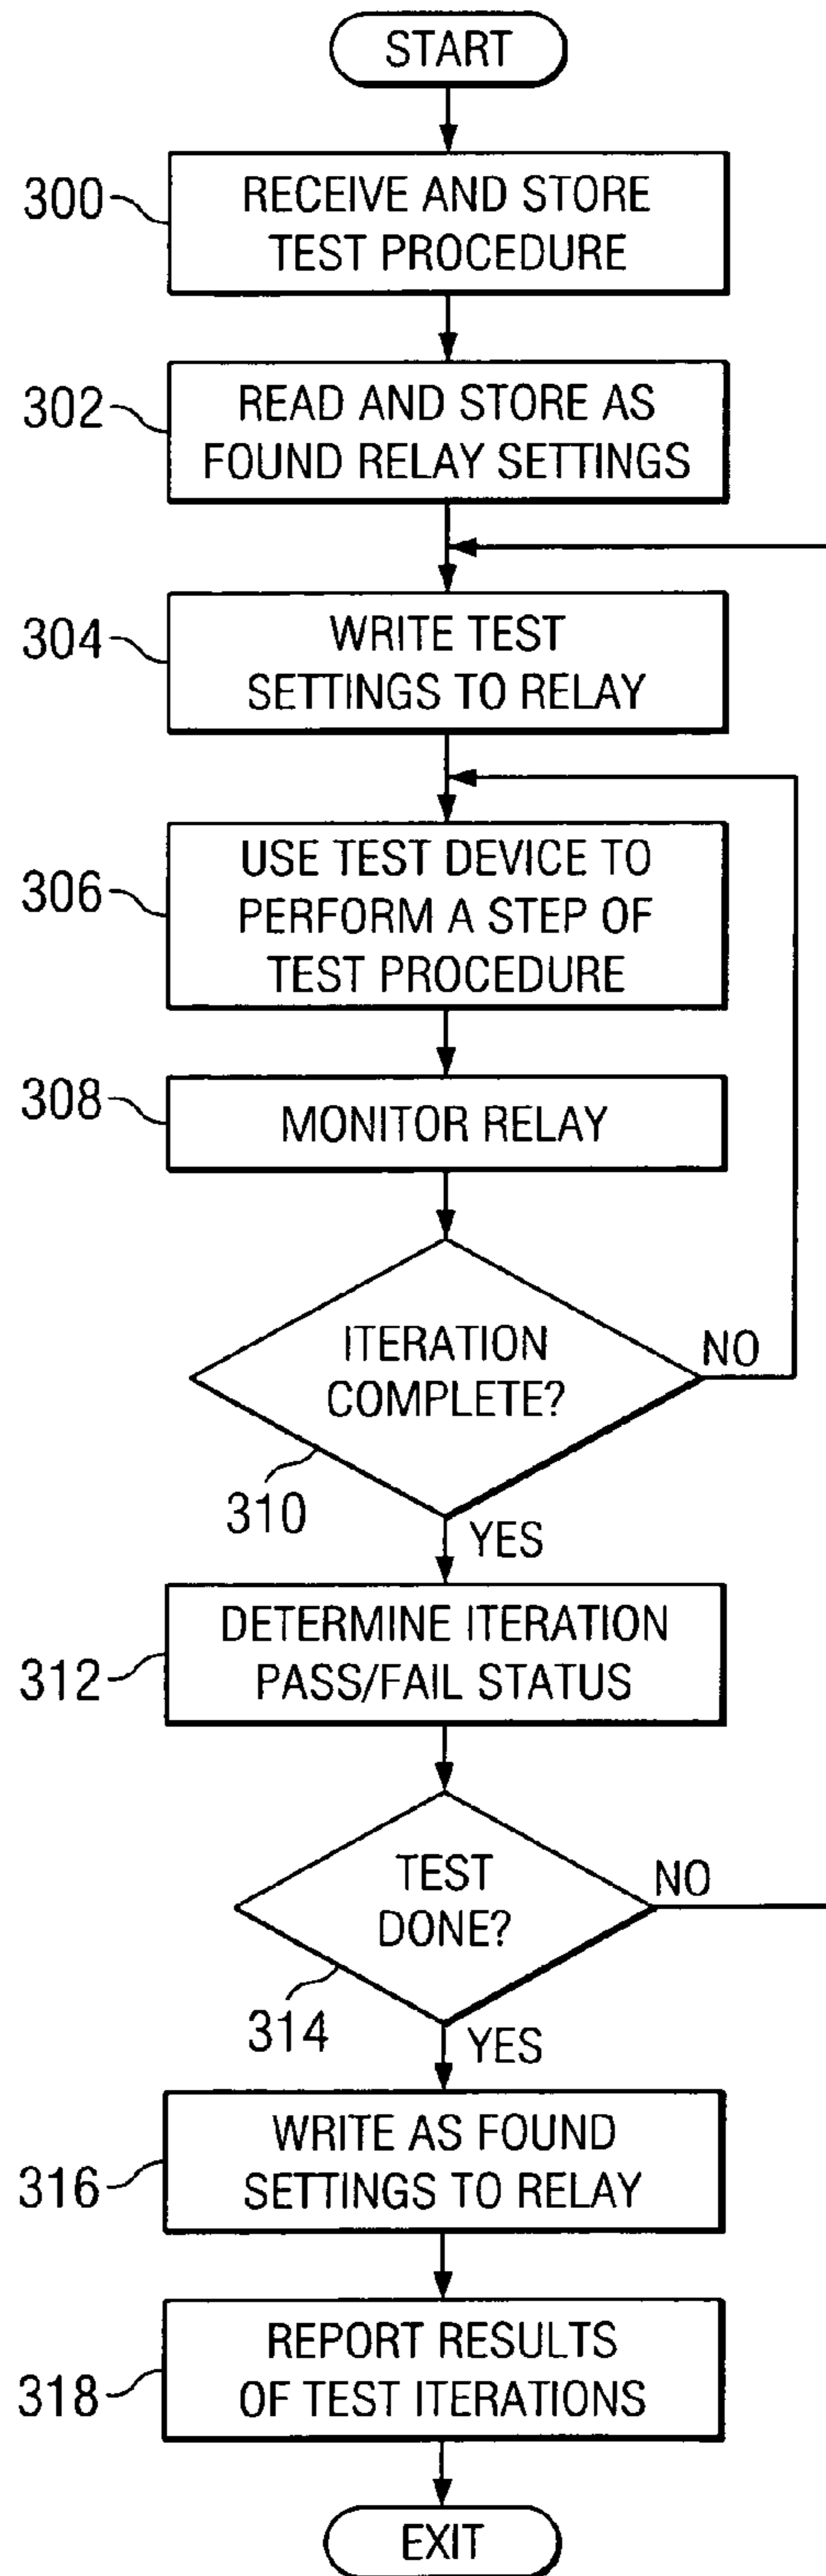 START
300
RECEIVE AND STORE
TEST PROCEDURE
302
READ AND STORE AS
FOUND RELAY SETTINGS
304
WRITE TEST
SETTINGS TO RELAY
306
USE TEST DEVICE TO
PERFORM A STEP OF
TEST PROCEDURE
308
MONITOR RELAY
ITERATION
COMPLETE?
NO
310
YES
312
DETERMINE ITERATION
PASS/FAIL STATUS
TEST
DONE?
NO
314
YES
316
WRITE AS FOUND
SETTINGS TO RELAY
318
REPORT RESULTS
OF TEST ITERATIONS
EXIT